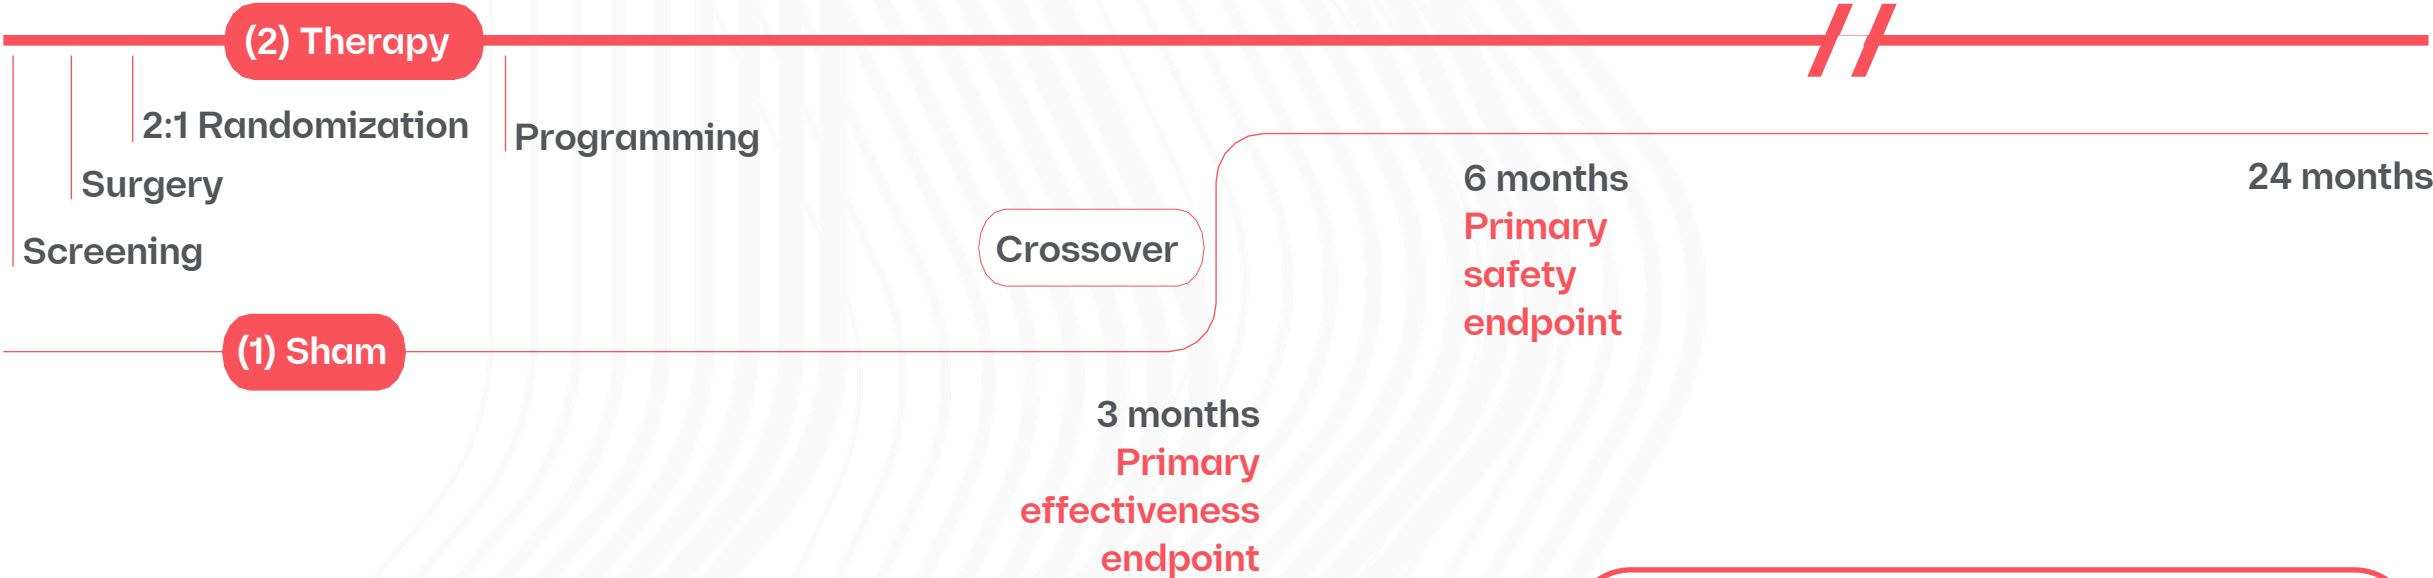 (2) Therapy
2:1 Randomization
Programming
Surgery
Screening
Crossover
6 months
Primary
safety
endpoint
24 months
(1) Sham
3 months
Primary
effectiveness
endpoint